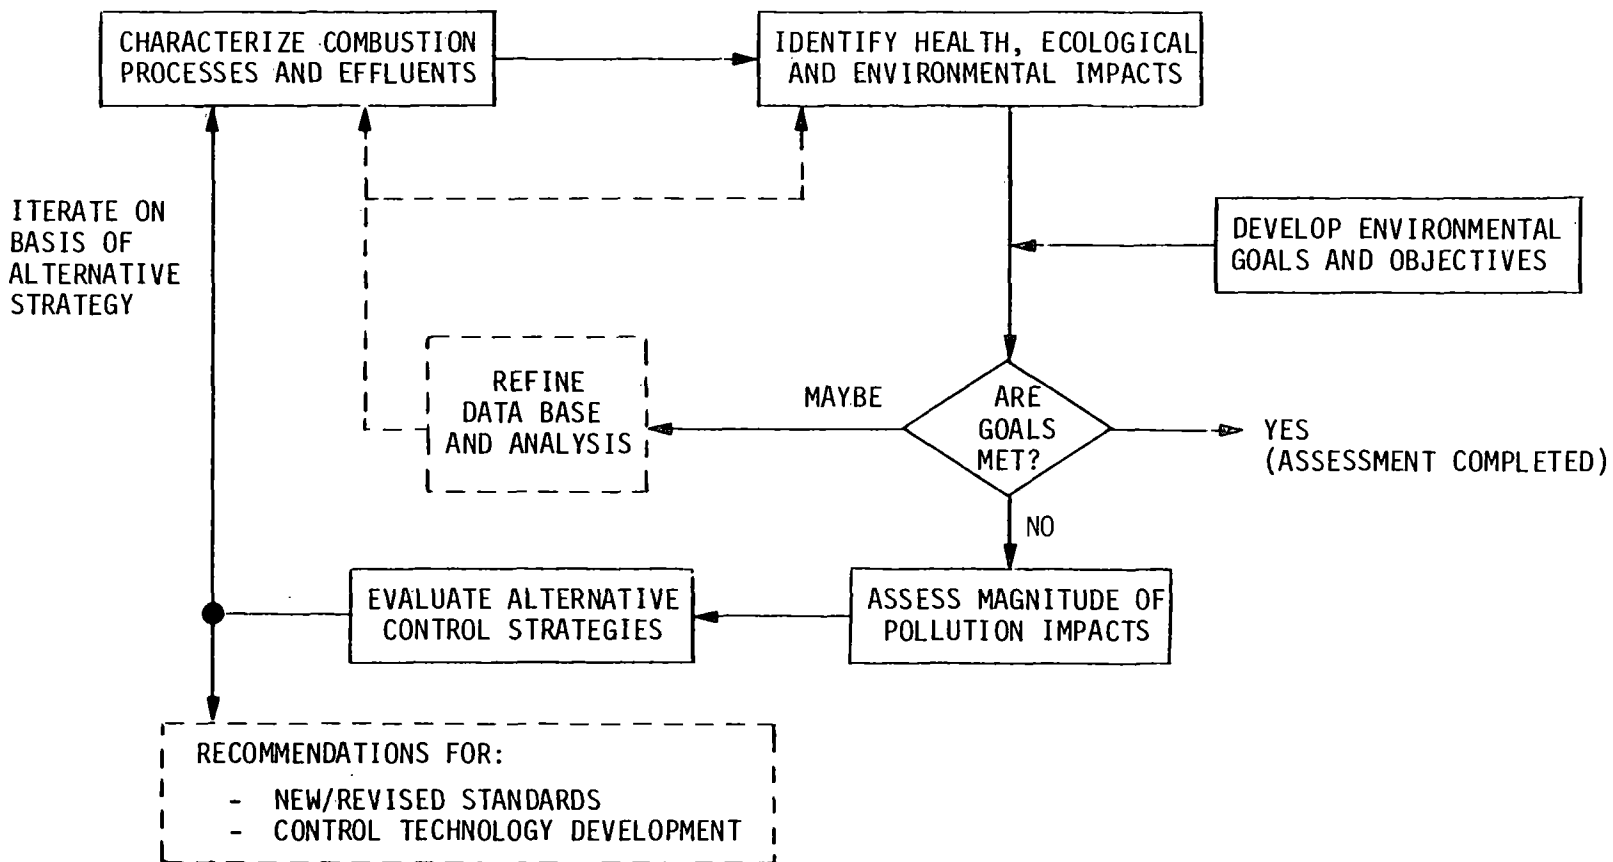 CHARACTERIZE COMBUSTION
PROCESSES AND EFFLUENTS
IDENTIFY HEALTH, ECOLOGICAL
AND ENVIRONMENTAL IMPACTS
ITERATE ON
BASIS OF
ALTERNATIVE
STRATEGY
DEVELOP ENVIRONMENTAL
GOALS AND OBJECTIVES
REFINE
DATA BASE
AND ANALYSIS
MAYBE
ARE
GOALS
MET?
YES
(ASSESSMENT COMPLETED)
NO
EVALUATE ALTERNATIVE
CONTROL STRATEGIES
ASSESS MAGNITUDE OF
POLLUTION IMPACTS
RECOMMENDATIONS FOR:
- NEW/REVISED STANDARDS
- CONTROL TECHNOLOGY DEVELOPMENT